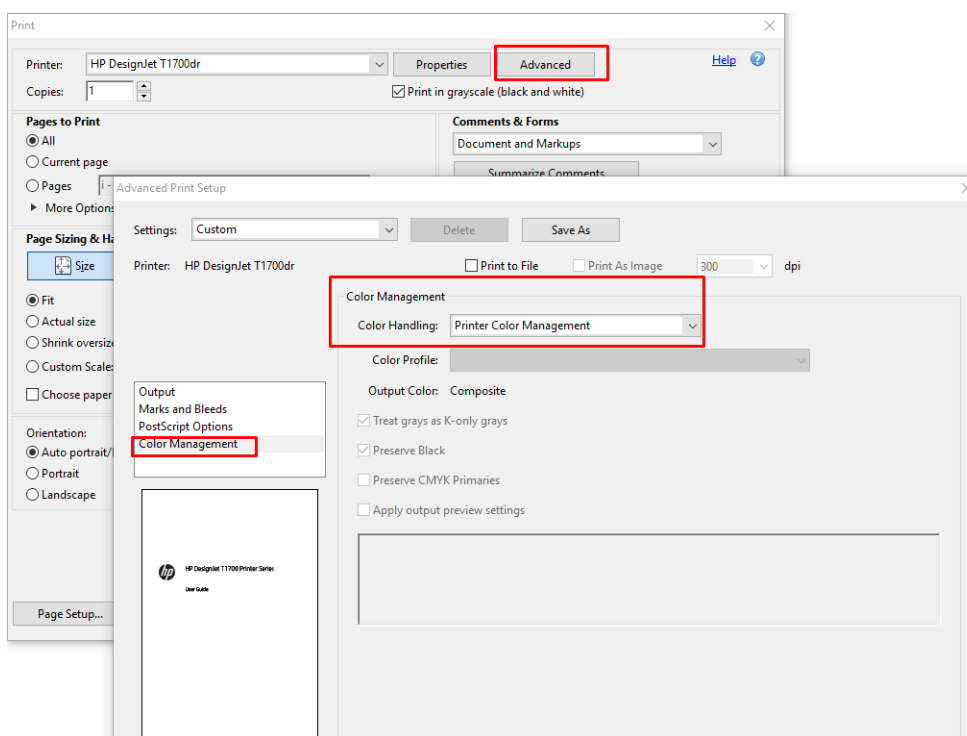 Print
Printer: HP DesignJet T1700dr Properties Advanced Help ?
Copies: 1 Print in grayscale (black and white)
Pages to Print
All
Current page
Pages i -
More Options
Comments & Forms
Document and Markups
Summarize Comments
Page Sizing & Ha
Size
Fit
Actual size
Shrink oversize
Custom Scale:
Choose paper
Orientation:
Auto portrait/l
Portrait
Landscape
Page Setup...
Advanced Print Setup
Settings: Custom Delete Save As
Printer: HP DesignJet T1700dr Print to File Print As Image 300 dpi
Output
Marks and Bleeds
PostScript Options
Color Management
Color Management
Color Handling: Printer Color Management
Color Profile:
Output Color: Composite
Treat grays as K-only grays
Preserve Black
Preserve CMYK Primaries
Apply output preview settings
hp
HP DesignJet T1700 Printer Series
User Guide